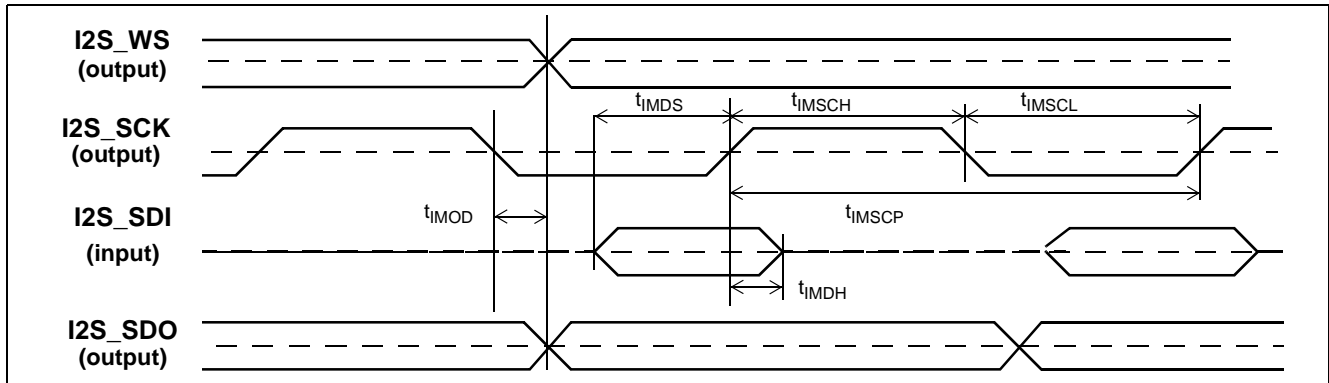 I2S_WS
(output)
tIMDS
tIMSCH
tIMSCL
I2S_SCK
(output)
tIMOD
tIMSCP
I2S_SDI
(input)
tIMDH
I2S_SDO
(output)